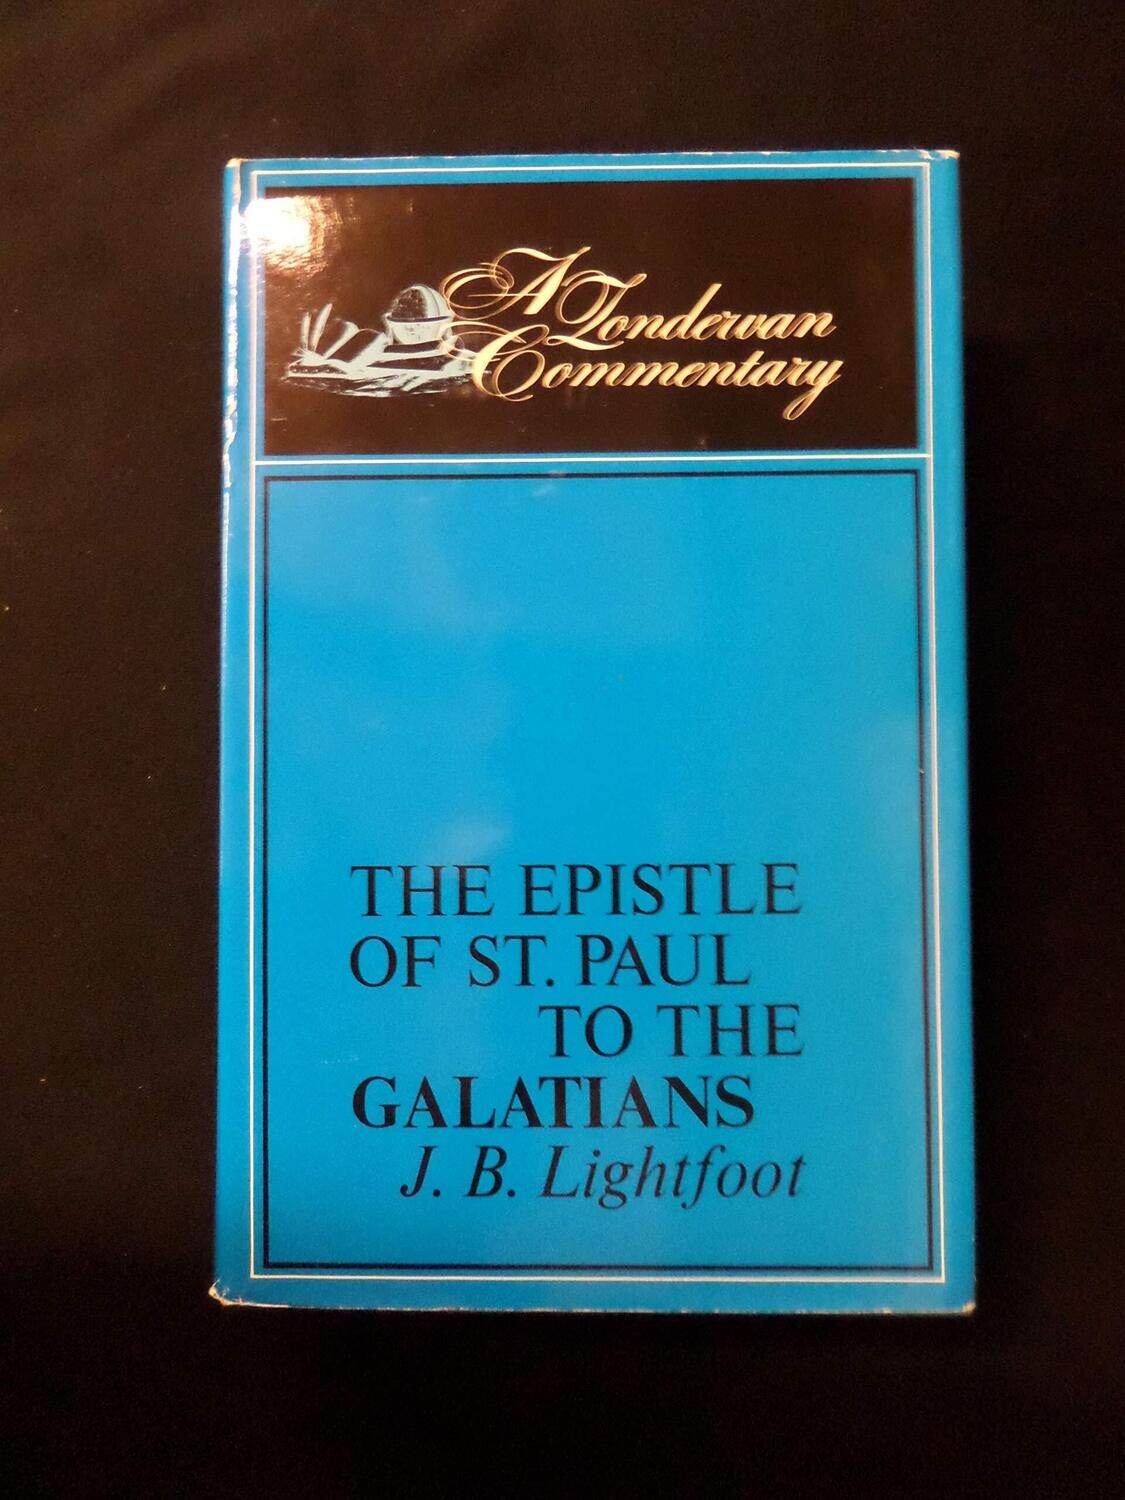 A Zondervan
Commentary
THE EPISTLE
OF ST. PAUL
TO THE
GALATIANS
J. B. Lightfoot